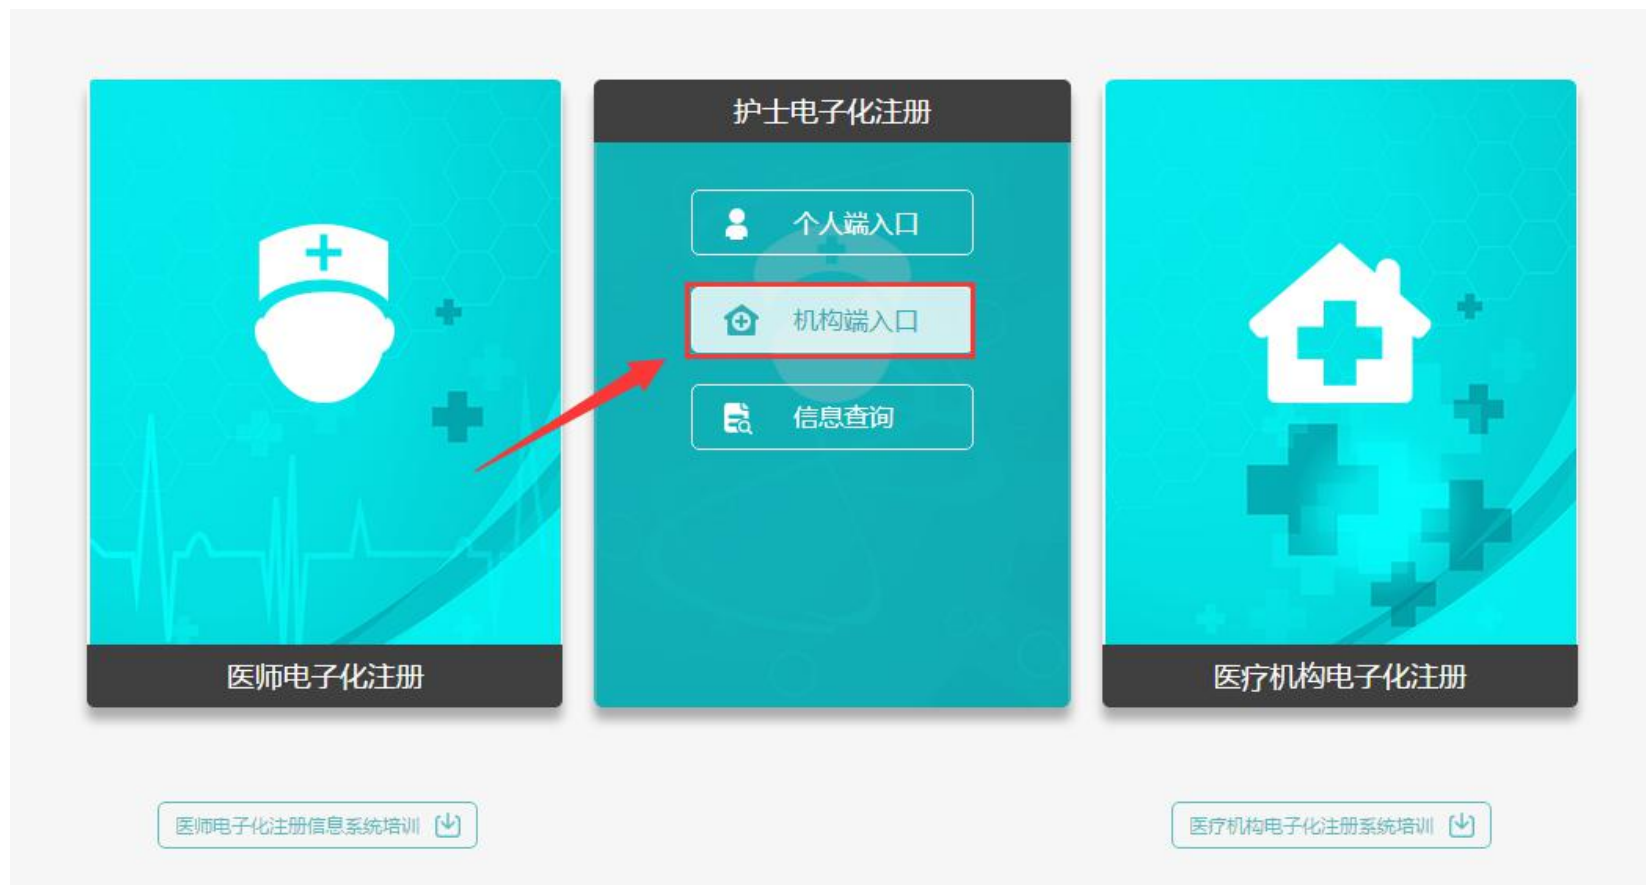 护士电子化注册
个人端入口
机构端入口
信息查询
医师电子化注册
医疗机构电子化注册
医师电子化注册信息系统培训
医疗机构电子化注册系统培训